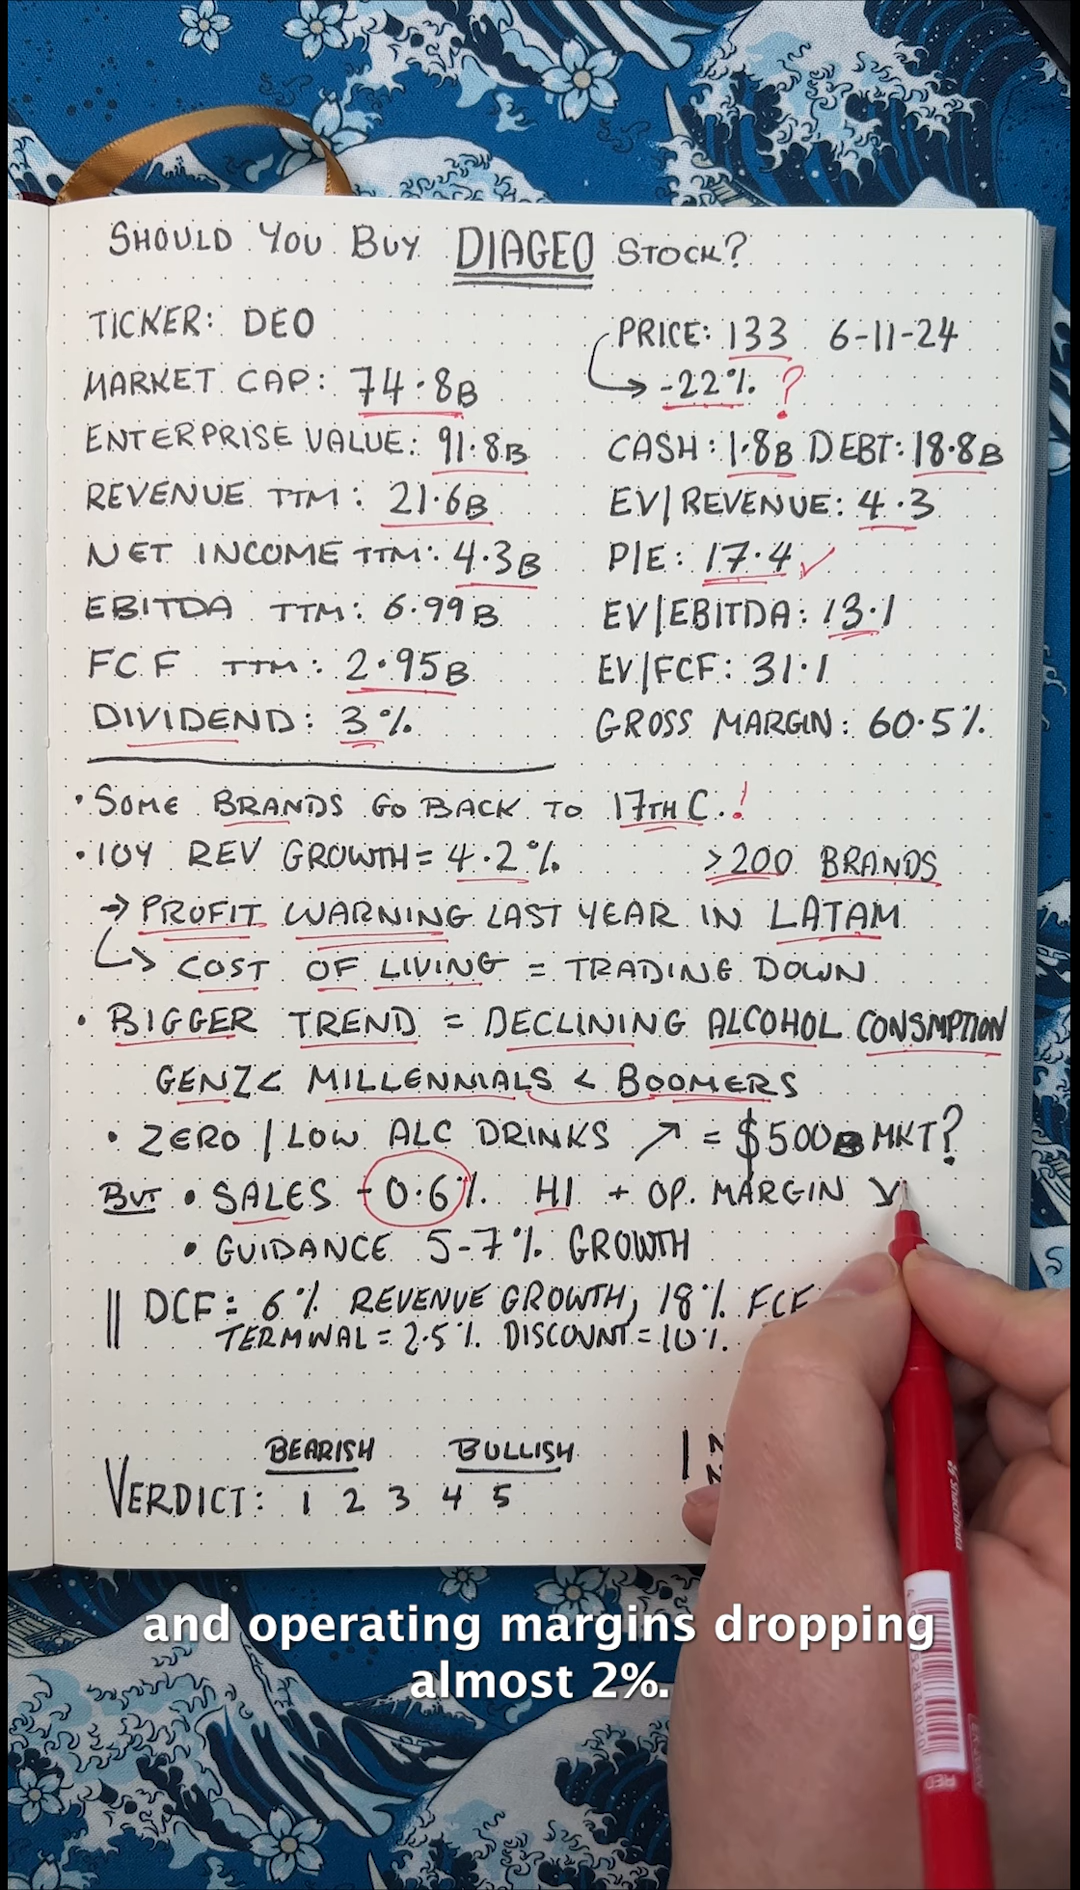 SHOULD YOU BUY DIAGEO STOCK?
TICKER: DEO
PRICE: 133 6-11-24
-22% ?
MARKET CAP: 74.8B
ENTERPRISE VALUE: 91.8B
CASH: 1.8B DEBT: 18.8B
REVENUE TTM: 21.6B
EV/REVENUE: 4.3
NET INCOME TTM: 4.3B
P/E: 17.4 ✓
EBITDA TTM: 6.99B
EV/EBITDA: 13.1
FCF TTM: 2.95B
EV/FCF: 31.1
DIVIDEND: 3%
GROSS MARGIN: 60.5%
• SOME BRANDS GO BACK TO 17TH C.!
• 10Y REV GROWTH = 4.2% >200 BRANDS
→ PROFIT WARNING LAST YEAR IN LATAM
↳ COST OF LIVING = TRADING DOWN
• BIGGER TREND = DECLINING ALCOHOL CONSMPTION
GENZ < MILLENNIALS < BOOMERS
• ZERO/LOW ALC DRINKS ↗ = $500B MKT?
BUT • SALES -0.6% H1 + OP. MARGIN
• GUIDANCE 5-7% GROWTH
|| DCF: 6% REVENUE GROWTH, 18% FCF
TERMINAL = 2.5% DISCOUNT = 10%.
BEARISH BULLISH
VERDICT: 1 2 3 4 5
and operating margins dropping
almost 2%.